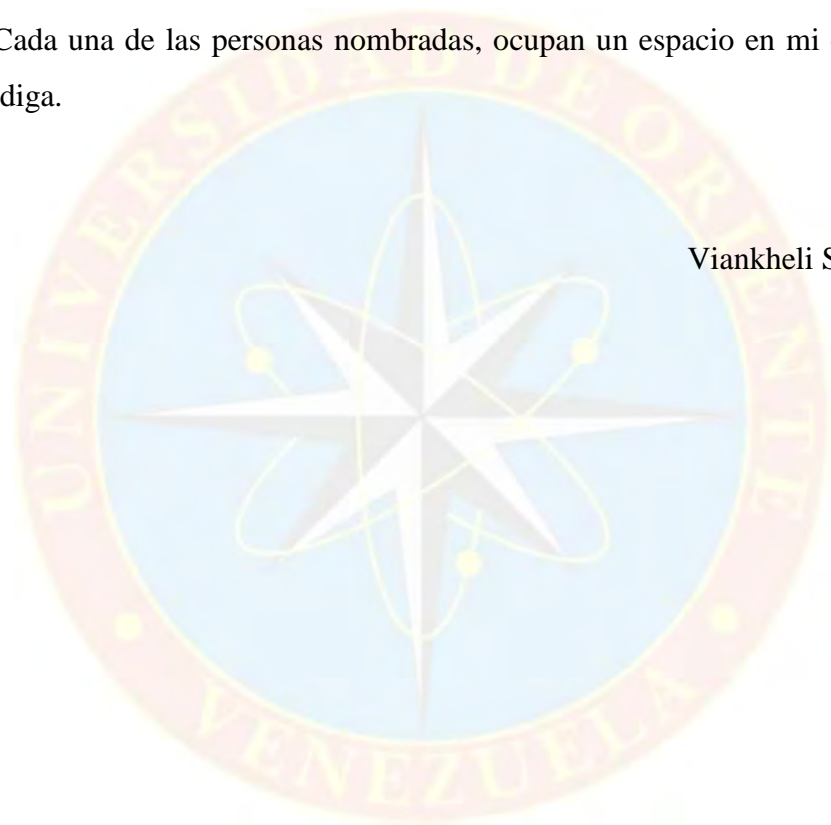 Cada una de las personas nombradas, ocupan un espacio en mi
diga.
Viankheli S
UNIVERSIDAD DE ORIENTE
VENEZUELA